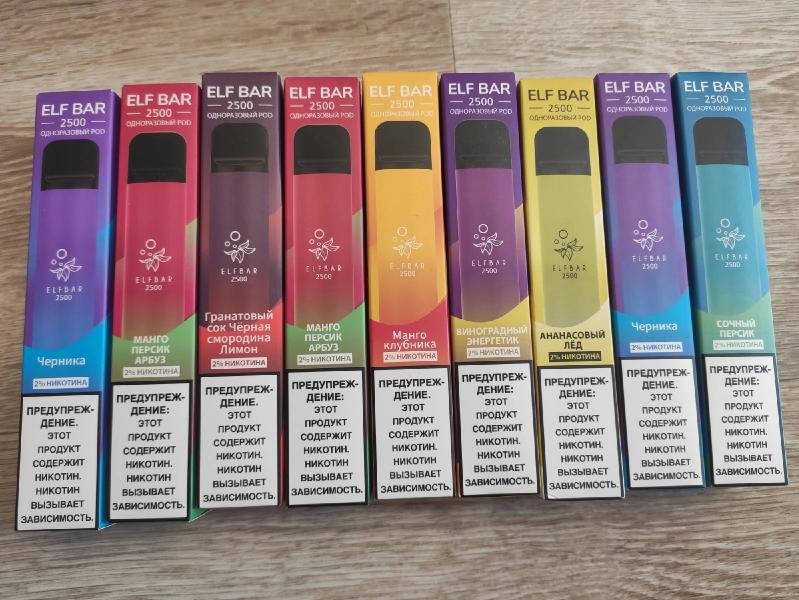 ELF BAR
2500
ОДНОРАЗОВЫЙ POD
ELFBAR
2500
Черника
2% НИКОТИНА
ПРЕДУПРЕЖ-
ДЕНИЕ.
ЭТОТ
ПРОДУКТ
СОДЕРЖИТ
НИКОТИН.
НИКОТИН
ВЫЗЫВАЕТ
ЗАВИСИМОСТЬ.
ELF BAR
2500
ОДНОРАЗОВЫЙ POD
ELFBAR
2500
МАНГО
ПЕРСИК
АРБУЗ
2% НИКОТИНА
ПРЕДУПРЕЖ-
ДЕНИЕ:
ЭТОТ
ПРОДУКТ
СОДЕРЖИТ
НИКОТИН.
НИКОТИН
ВЫЗЫВАЕТ
ЗАВИСИМОСТЬ.
ELF BAR
2500
ОДНОРАЗОВЫЙ POD
ELFBAR
2500
Гранатовый
сок Чёрная
смородина
Лимон
2% НИКОТИНА
ПРЕДУПРЕЖ-
ДЕНИЕ.
ЭТОТ
ПРОДУКТ
СОДЕРЖИТ
НИКОТИН.
НИКОТИН
ВЫЗЫВАЕТ
ЗАВИСИМОСТЬ.
ELF BAR
2500
ОДНОРАЗОВЫЙ POD
ELFBAR
2500
МАНГО
ПЕРСИК
АРБУЗ
2% НИКОТИНА
ПРЕДУПРЕЖ-
ДЕНИЕ:
ЭТОТ
ПРОДУКТ
СОДЕРЖИТ
НИКОТИН.
НИКОТИН
ВЫЗЫВАЕТ
ЗАВИСИМОСТЬ.
ELF BAR
2500
ОДНОРАЗОВЫЙ POD
ELFBAR
2500
Манго
клубника
2% НИКОТИНА
ПРЕДУПРЕЖ-
ДЕНИЕ.
ЭТОТ
ПРОДУКТ
СОДЕРЖИТ
НИКОТИН.
НИКОТИН
ВЫЗЫВАЕТ
ЗАВИСИМОСТЬ.
ELF BAR
2500
ОДНОРАЗОВЫЙ POD
ELFBAR
2500
ВИНОГРАДНЫЙ
ЭНЕРГЕТИК
2% НИКОТИНА
ПРЕДУПРЕЖ-
ДЕНИЕ:
ЭТОТ
ПРОДУКТ
СОДЕРЖИТ
НИКОТИН.
НИКОТИН
ВЫЗЫВАЕТ
ЗАВИСИМОСТЬ.
ELF BAR
2500
ОДНОРАЗОВЫЙ POD
ELFBAR
2500
АНАНАСОВЫЙ
ЛЁД
2% НИКОТИНА
ПРЕДУПРЕЖ-
ДЕНИЕ:
ЭТОТ
ПРОДУКТ
СОДЕРЖИТ
НИКОТИН.
НИКОТИН
ВЫЗЫВАЕТ
ЗАВИСИМОСТЬ.
ELF BAR
2500
ОДНОРАЗОВЫЙ POD
ELFBAR
2500
Черника
2% НИКОТИНА
ПРЕДУПРЕЖ-
ДЕНИЕ.
ЭТОТ
ПРОДУКТ
СОДЕРЖИТ
НИКОТИН.
НИКОТИН
ВЫЗЫВАЕТ
ЗАВИСИМОСТЬ.
ELF BAR
2500
ОДНОРАЗОВЫЙ POD
ELFBAR
2500
СОЧНЫЙ
ПЕРСИК
2% НИКОТИНА
ПРЕДУПРЕЖ-
ДЕНИЕ:
ЭТОТ
ПРОДУКТ
СОДЕРЖИТ
НИКОТИН.
НИКОТИН
ВЫЗЫВАЕТ
ЗАВИСИМОСТЬ.